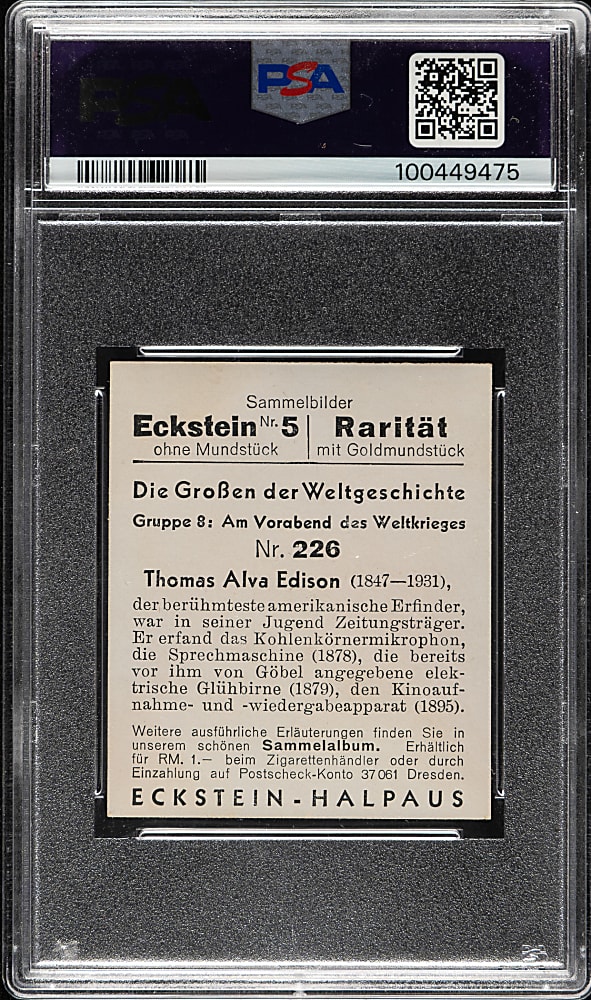 PSA
100449475
Sammelbilder
Eckstein Nr. 5 | Rarität
ohne Mundstück | mit Goldmundstück
Die Großen der Weltgeschichte
Gruppe 8: Am Vorabend des Weltkrieges
Nr. 226
Thomas Alva Edison (1847—1931),
der berühmteste amerikanische Erfinder,
war in seiner Jugend Zeitungsträger.
Er erfand das Kohlenkörnermikrophon,
die Sprechmaschine (1878), die bereits
vor ihm von Göbel angegebene elek-
trische Glühbirne (1879), den Kinoauf-
nahme- und -wiedergabeapparat (1895).
Weitere ausführliche Erläuterungen finden Sie in
unserem schönen Sammelalbum. Erhältlich
für RM. 1.— beim Zigarettenhändler oder durch
Einzahlung auf Postscheck-Konto 37061 Dresden.
ECKSTEIN-HALPAUS